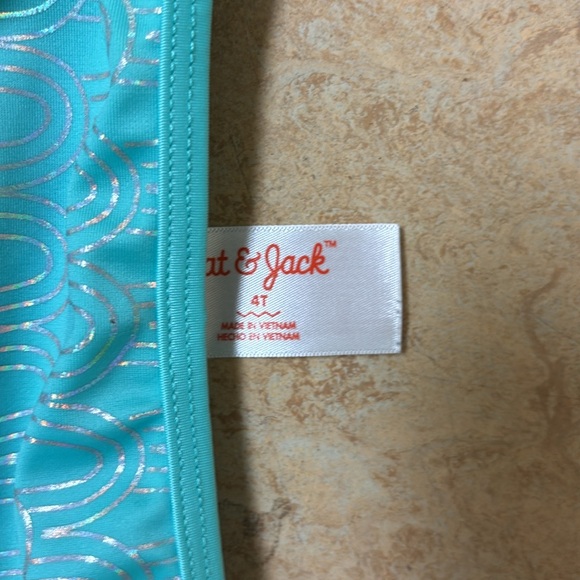 at & Jack™
4T
MADE IN VIETNAM
HECHO EN VIETNAM